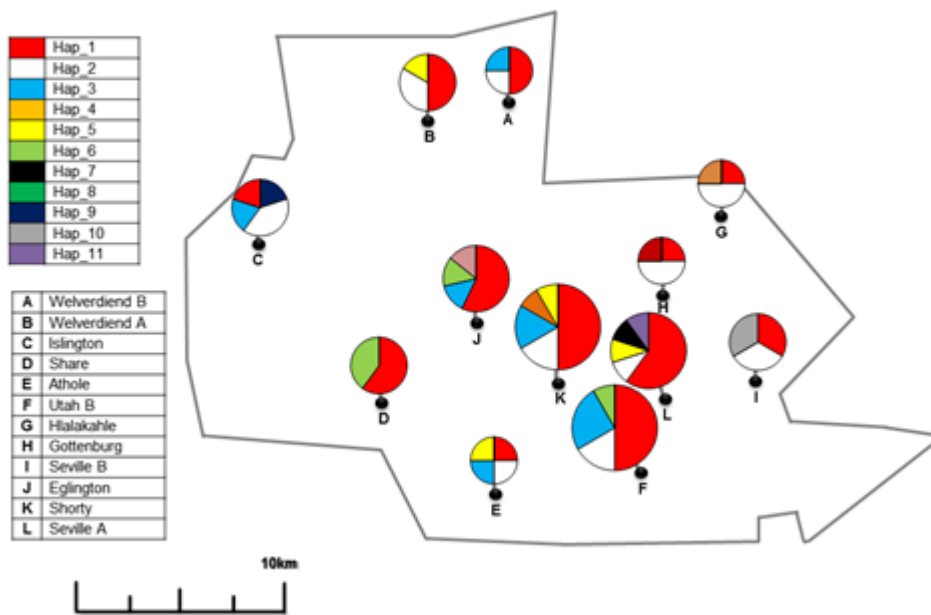 Hap_1
Hap_2
Hap_3
Hap_4
Hap_5
Hap_6
Hap_7
Hap_8
Hap_9
Hap_10
Hap_11
A Welverdiend B
B Welverdiend A
C Islington
D Share
E Athole
F Utah B
G Hlalakahle
H Gottenburg
I Seville B
J Eglington
K Shorty
L Seville A
A
B
G
C
H
J
I
K
D
L
F
E
10km